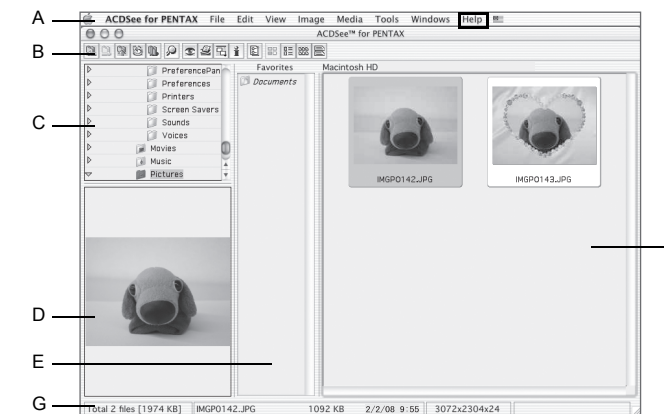 A
ACDSee for PENTAX File Edit View Image Media Tools Windows Help
ACDSee™ for PENTAX
B
Favorites Macintosh HD
PreferencePan
Preferences
Printers
Screen Savers
Sounds
Voices
Movies
Music
Pictures
Documents
C
IMGP0142.JPG IMGP0143.JPG
D
E
G
Total 2 files [1974 KB] IMGP0142.JPG 1092 KB 2/2/08 9:55 3072x2304x24